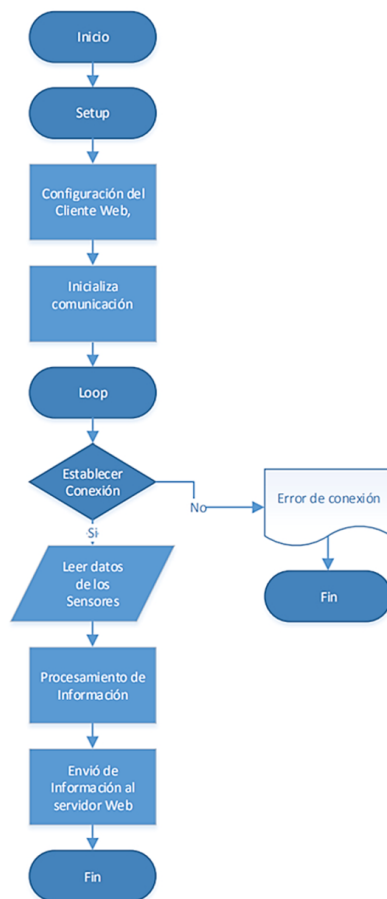 Inicio
Setup
Configuración del
Cliente Web,
Inicializa
comunicación
Loop
Establecer
Conexión
No
Error de conexión
Si
Leer datos
de los
Sensores
Fin
Procesamiento de
Información
Envió de
Información al
servidor Web
Fin